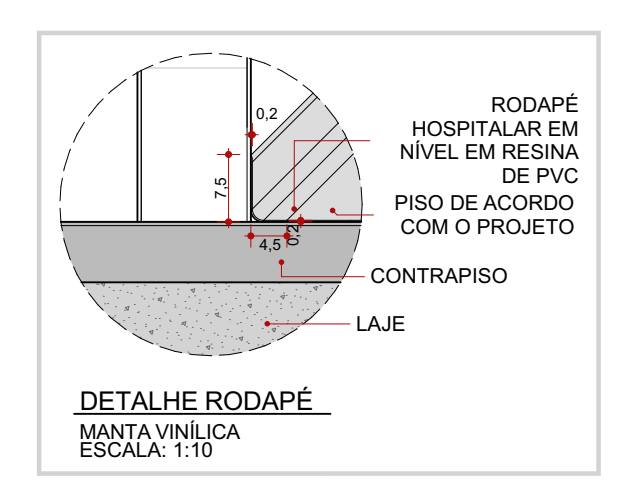 RODAPÉ
HOSPITALAR EM
NÍVEL EM RESINA
DE PVC
PISO DE ACORDO
COM O PROJETO
CONTRAPISO
LAJE
0,2
7,5
4,5
0,2
DETALHE RODAPÉ
MANTA VINÍLICA
ESCALA: 1:10